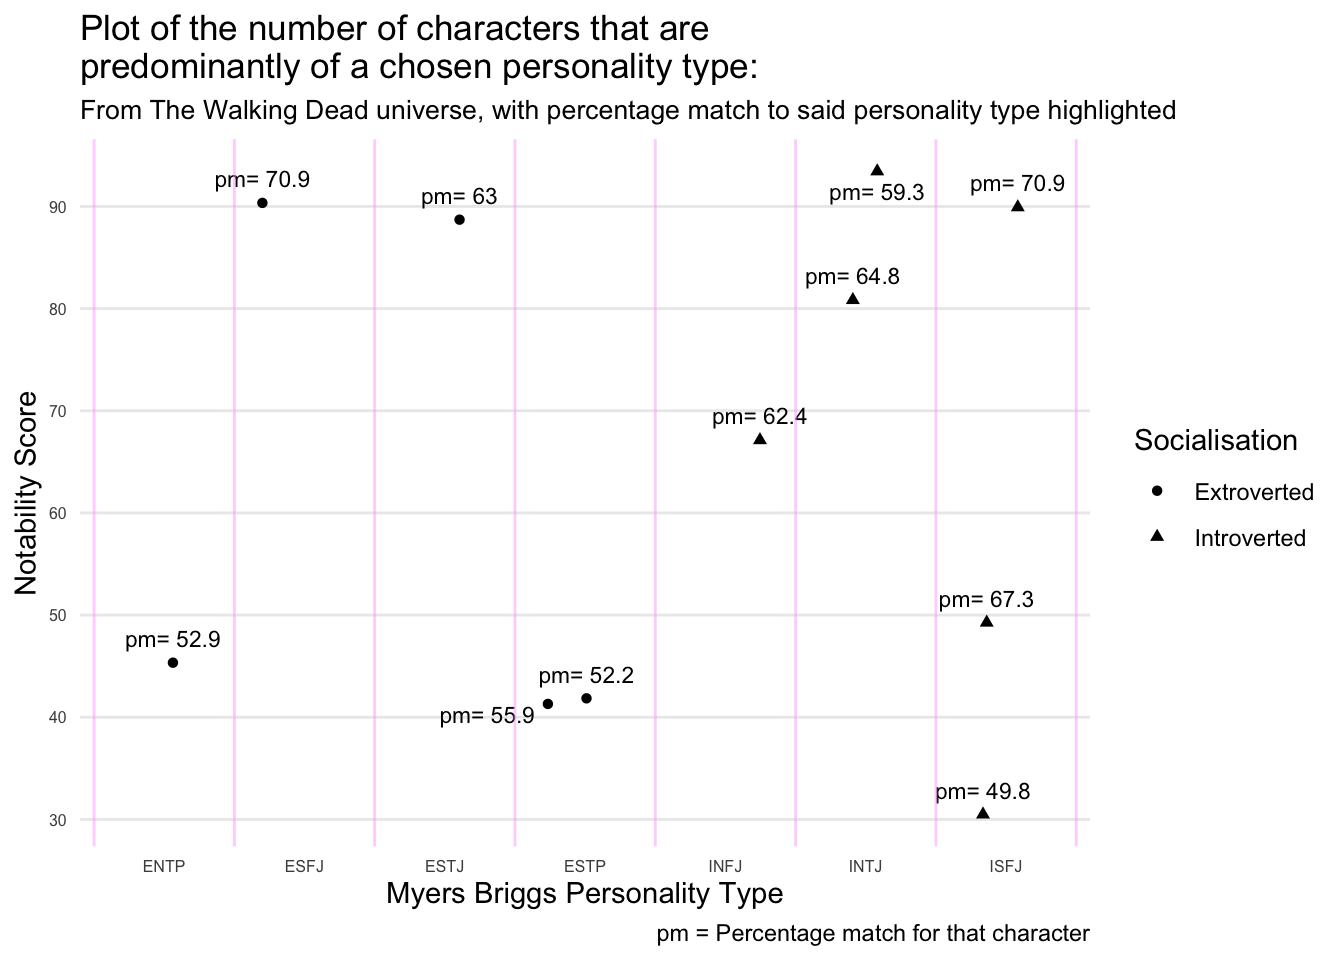 Plot of the number of characters that are
predominantly of a chosen personality type:
From The Walking Dead universe, with percentage match to said personality type highlighted
Notability Score
90
80
70
60
50
40
30
pm= 70.9
pm= 63
pm= 59.3
pm= 70.9
pm= 64.8
pm= 62.4
pm= 67.3
pm= 52.9
pm= 52.2
pm= 55.9
pm= 49.8
ENTP
ESFJ
ESTJ
ESTP
INFJ
INTJ
ISFJ
Myers Briggs Personality Type
pm = Percentage match for that character
Socialisation
Extroverted
Introverted